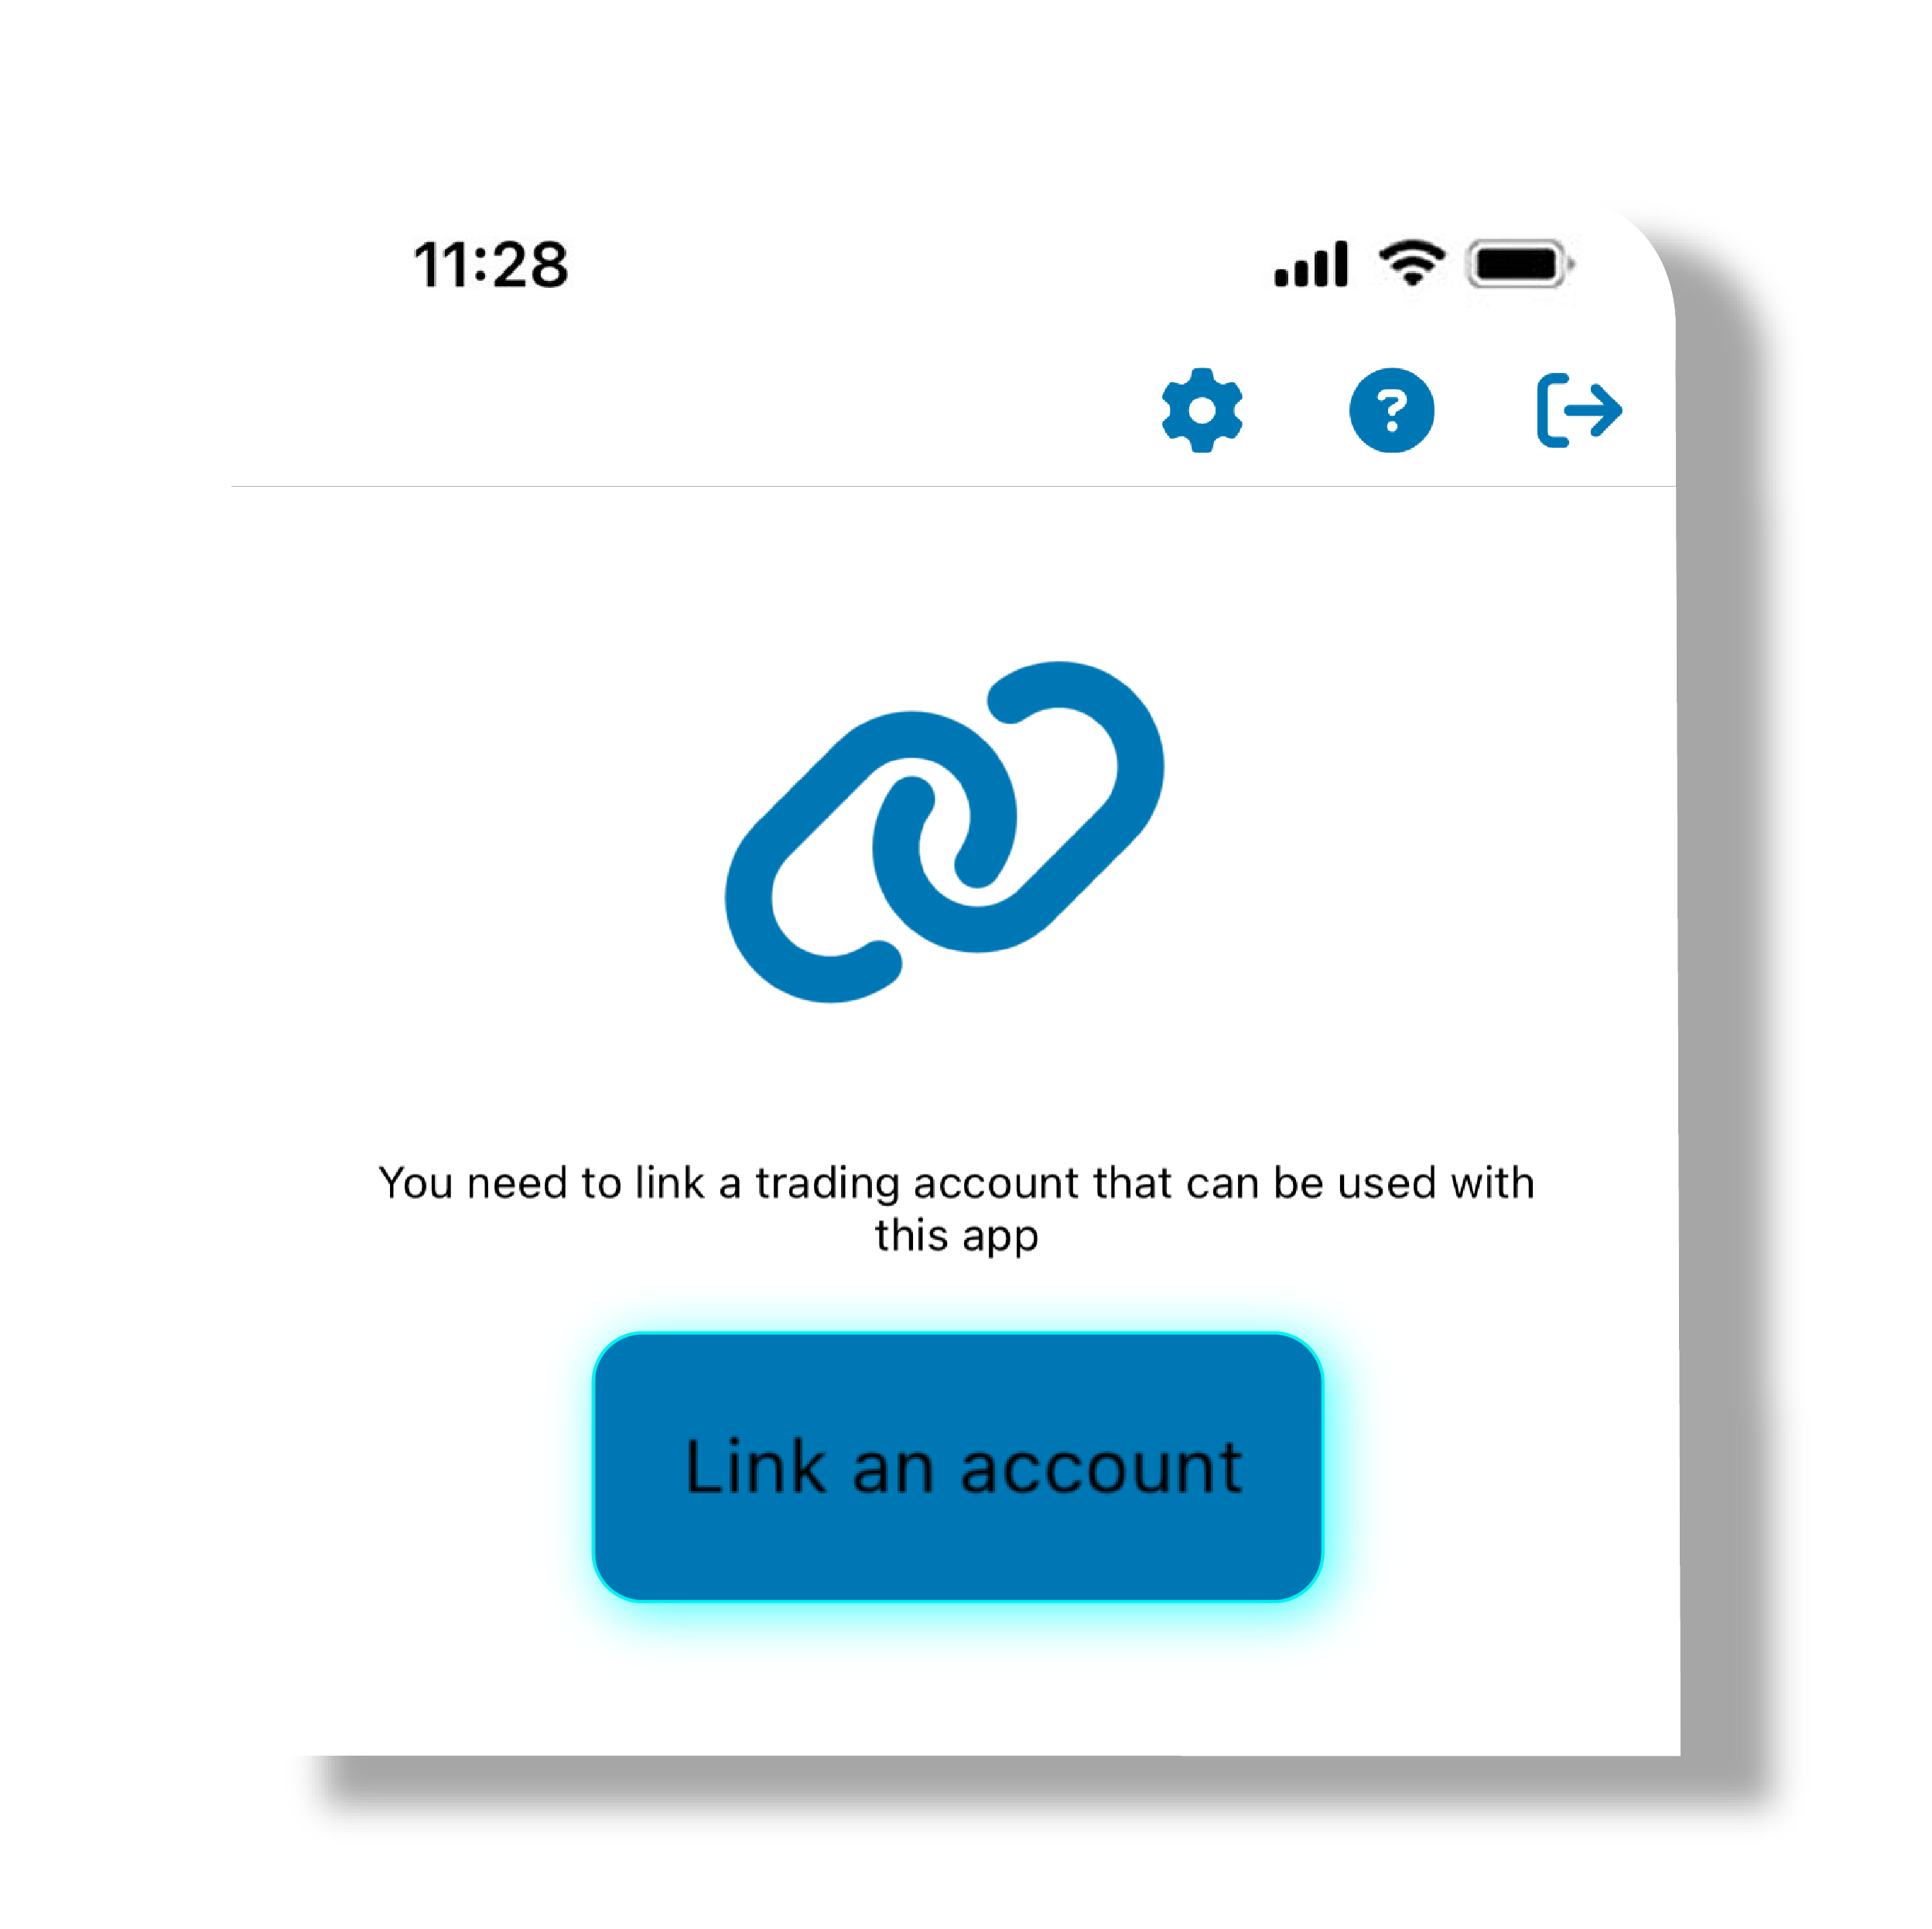 11:28
?
You need to link a trading account that can be used with
this app
Link an account